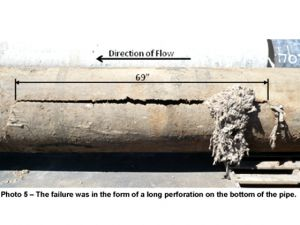 Direction of Flow
69"
Photo 5 – The failure was in the form of a long perforation on the bottom of the pipe.